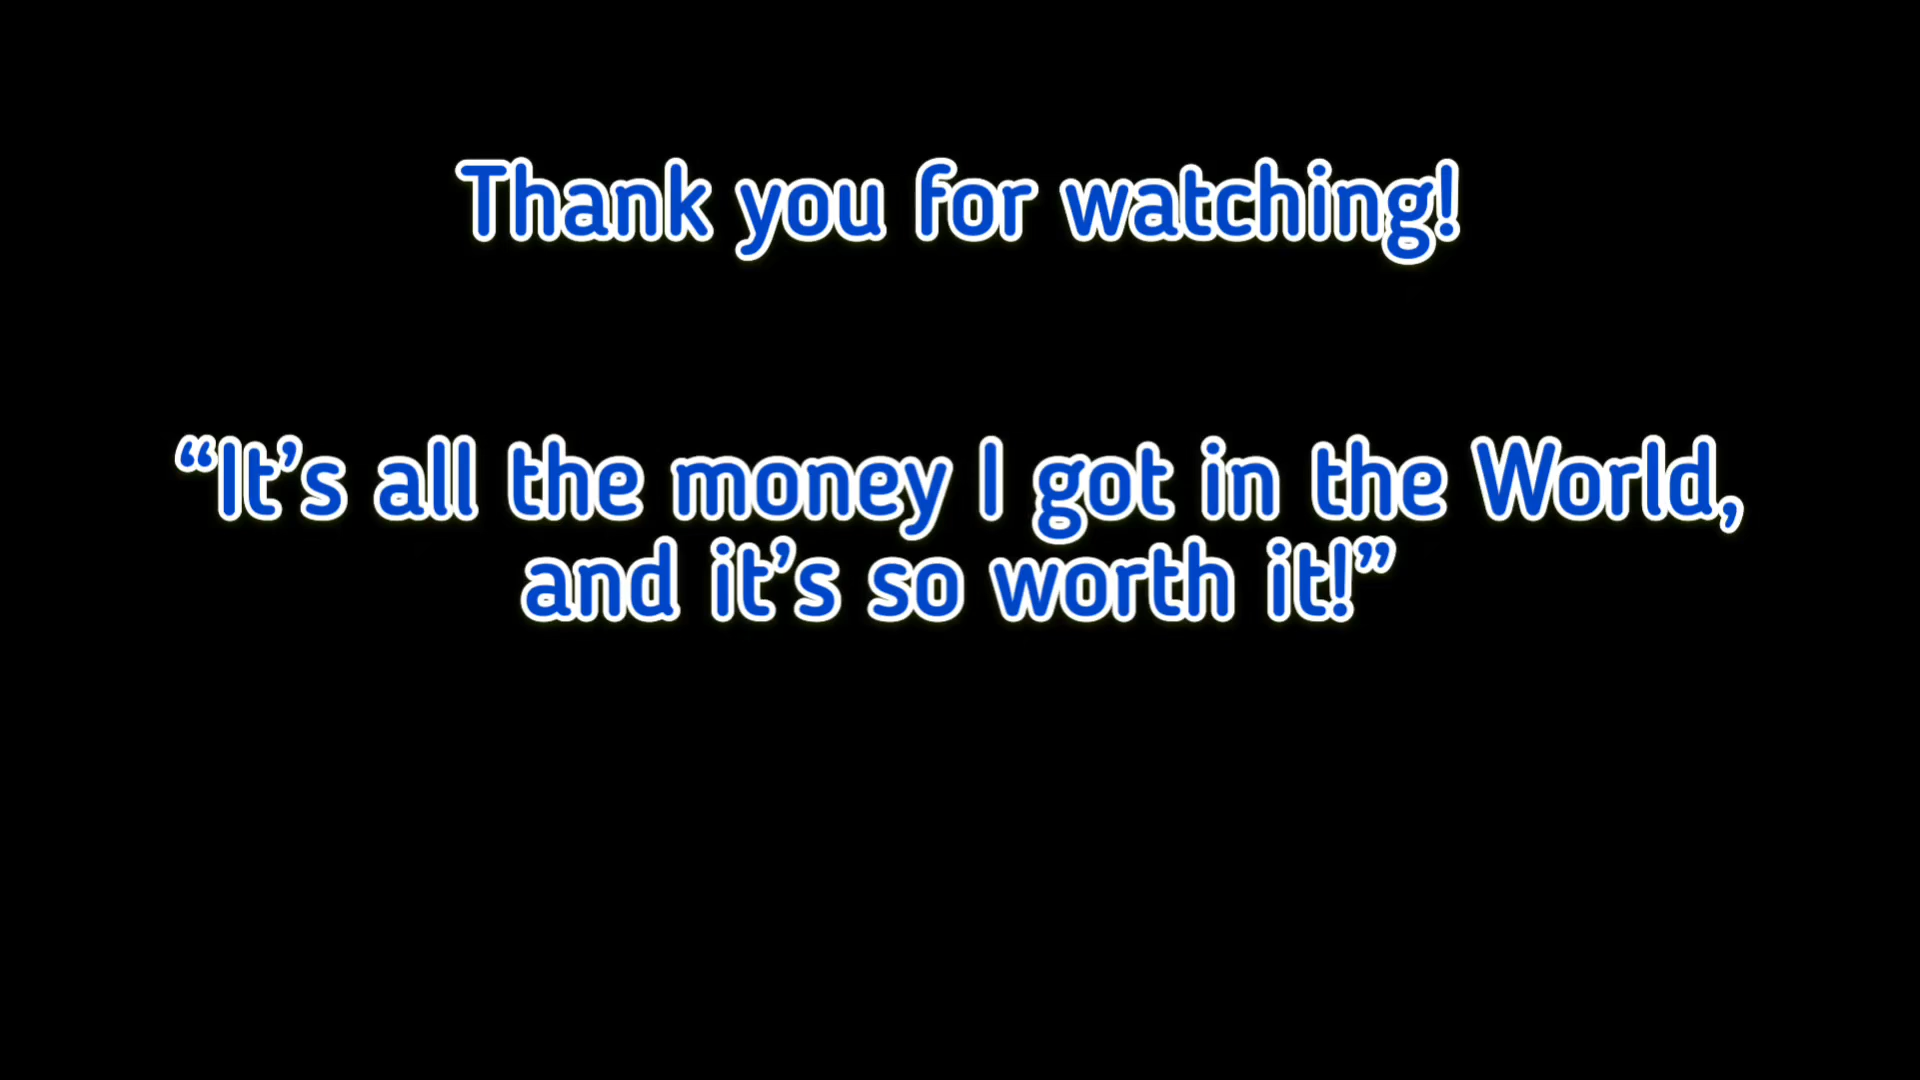 Thank you for watching!
“It’s all the money I got in the World,
and it’s so worth it!”